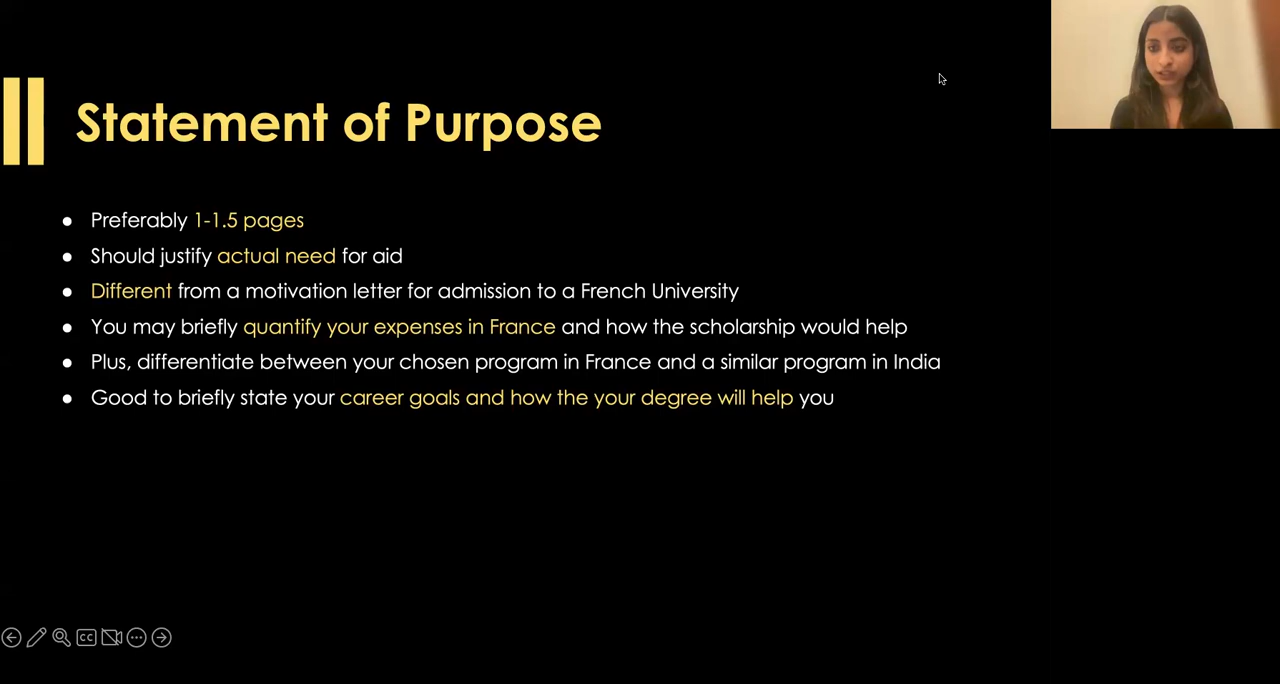 Statement of Purpose
Preferably 1-1.5 pages
Should justify actual need for aid
Different from a motivation letter for admission to a French University
You may briefly quantify your expenses in France and how the scholarship would help
Plus, differentiate between your chosen program in France and a similar program in India
Good to briefly state your career goals and how the your degree will help you
CC